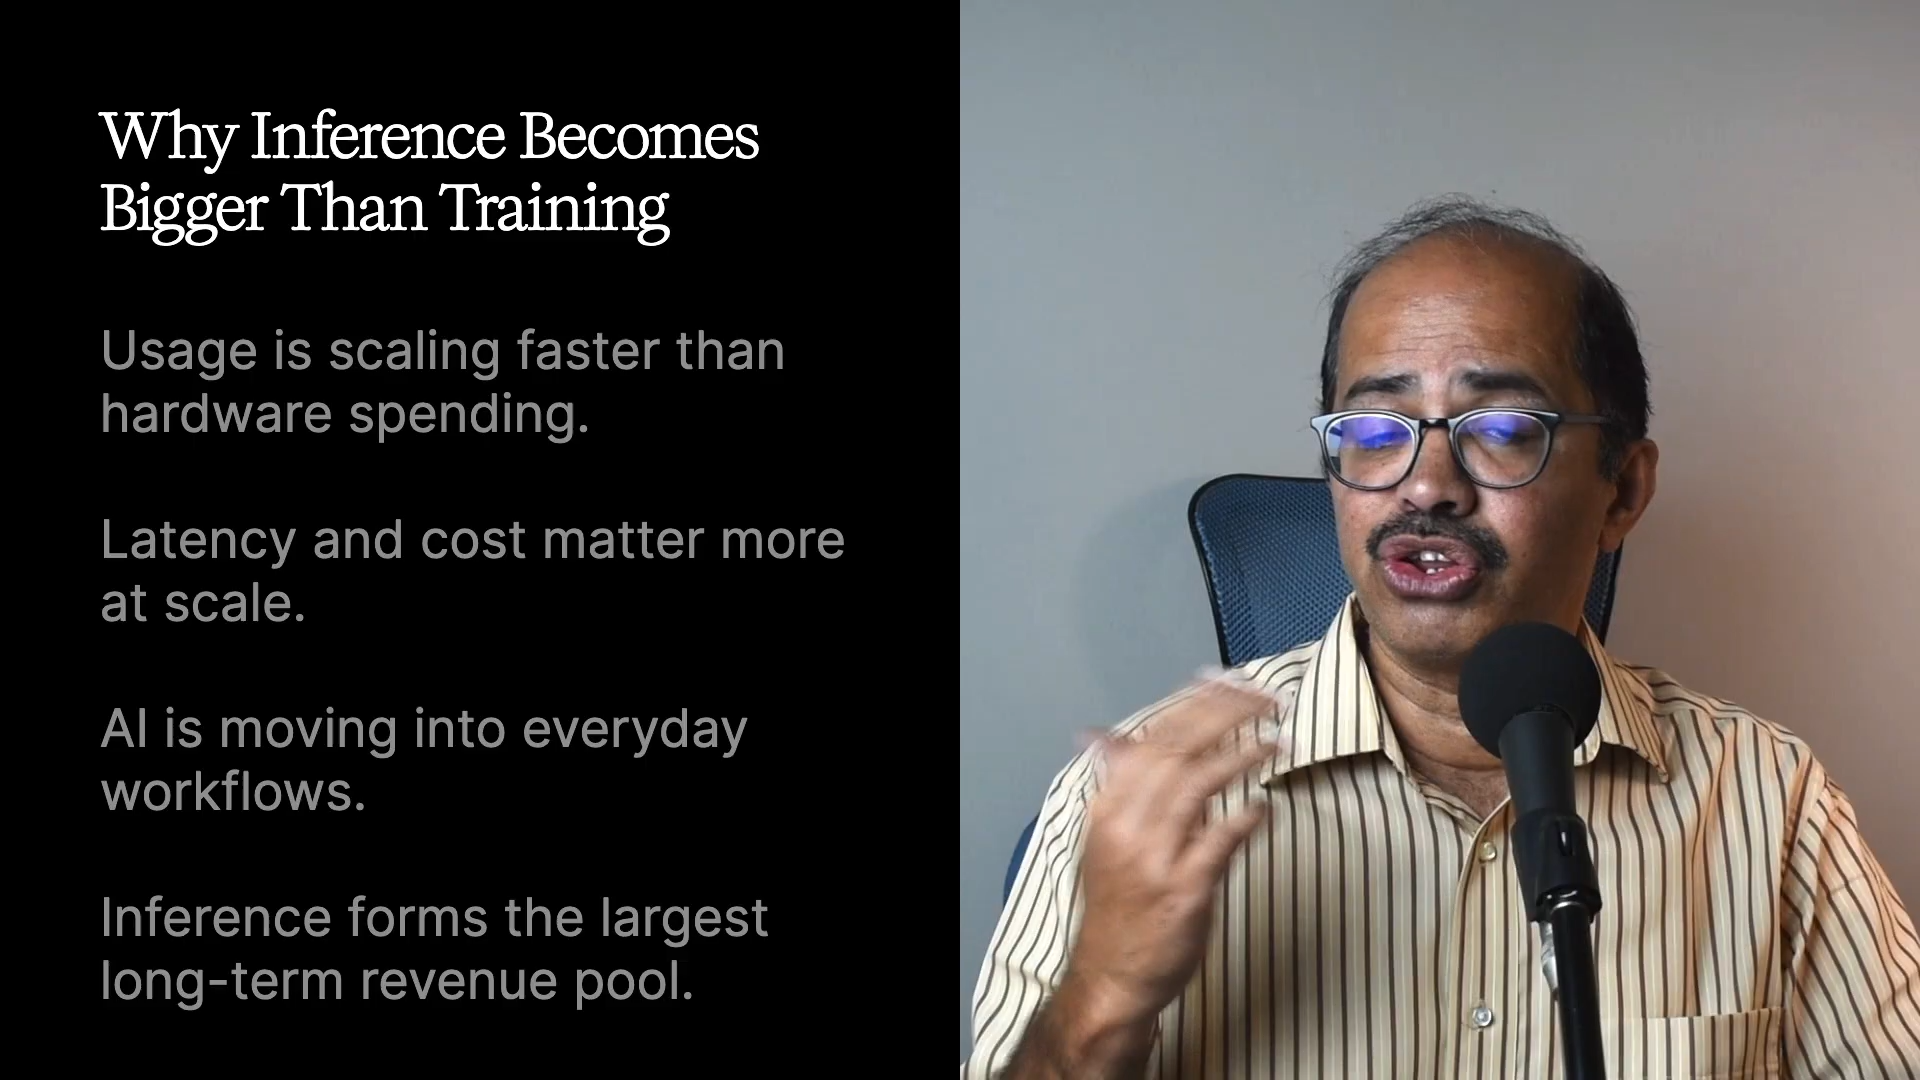 Why Inference Becomes
Bigger Than Training
Usage is scaling faster than
hardware spending.
Latency and cost matter more
at scale.
AI is moving into everyday
workflows.
Inference forms the largest
long-term revenue pool.